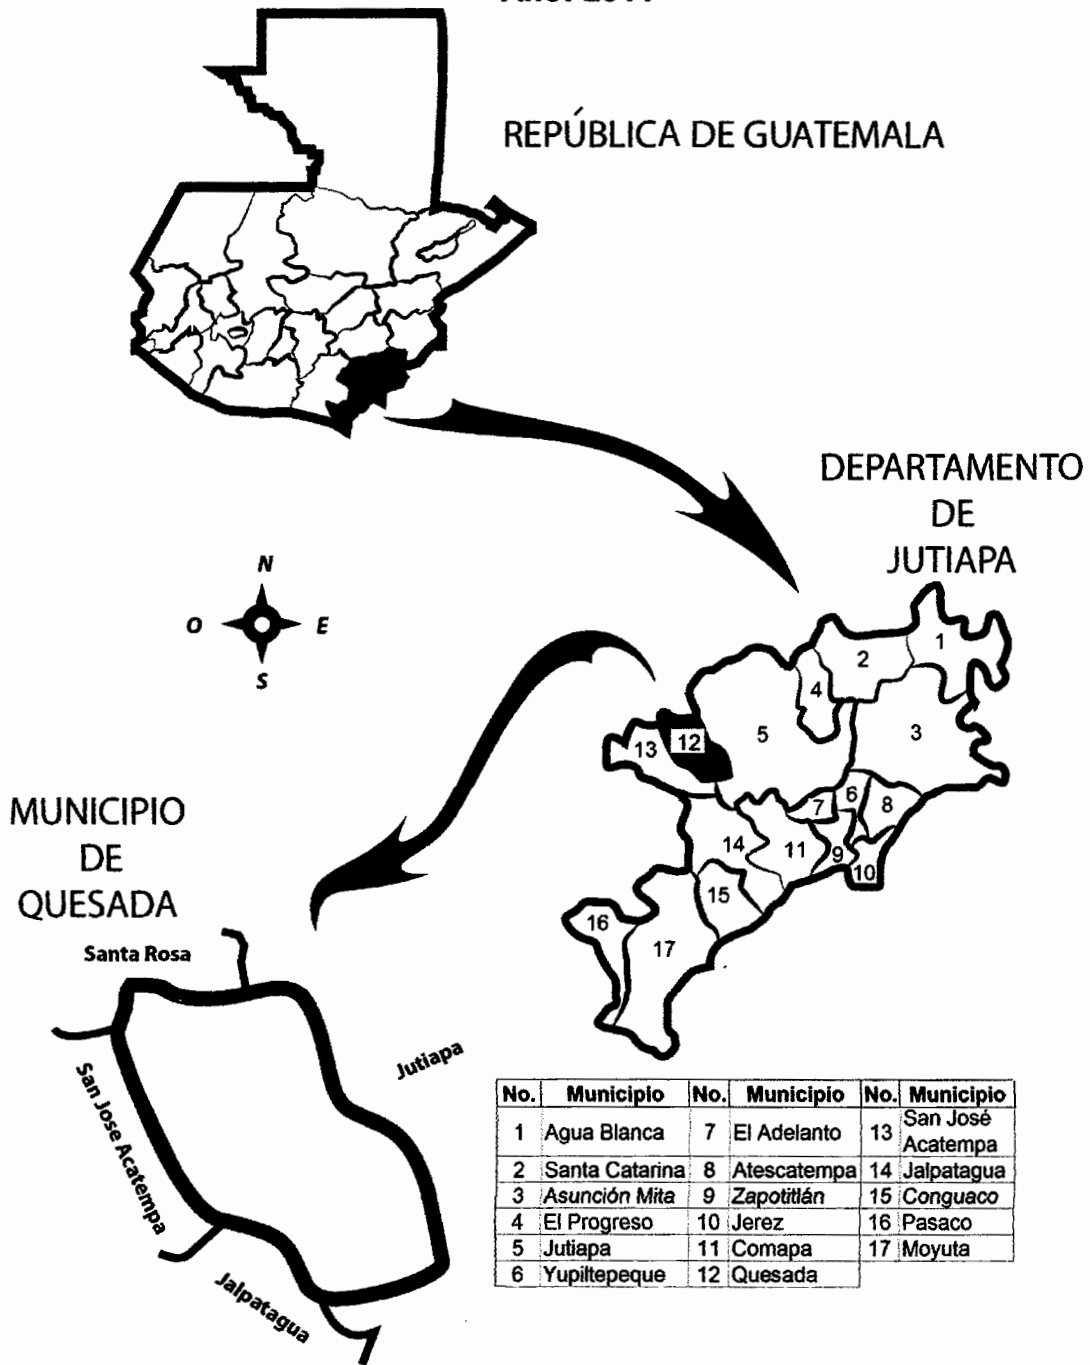 REPÚBLICA DE GUATEMALA
DEPARTAMENTO
DE
JUTIAPA
N
O
E
S
1
2
3
4
5
12
13
6
7
8
9
10
11
14
15
16
17
MUNICIPIO
DE
QUESADA
Santa Rosa
Jutiapa
San Jose Acatempa
Jalpatagua
No. Municipio No. Municipio No. Municipio
1 Agua Blanca 7 El Adelanto 13 San José Acatempa
2 Santa Catarina 8 Atescatempa 14 Jalpatagua
3 Asunción Mita 9 Zapotitlán 15 Conguaco
4 El Progreso 10 Jerez 16 Pasaco
5 Jutiapa 11 Comapa 17 Moyuta
6 Yupiltepeque 12 Quesada